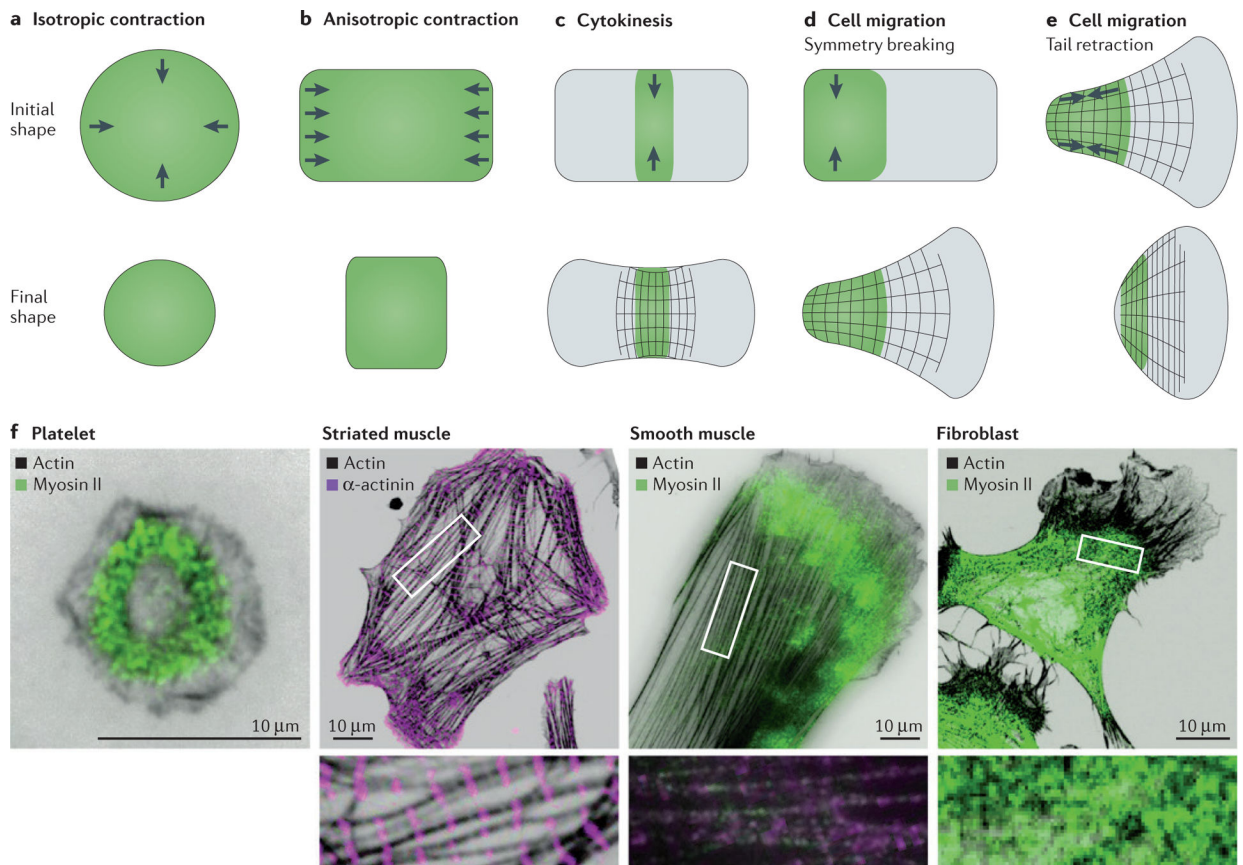 a Isotropic contraction
b Anisotropic contraction
c Cytokinesis
d Cell migration
Symmetry breaking
e Cell migration
Tail retraction
Initial
shape
Final
shape
f Platelet
Actin
Myosin II
10 μm
Striated muscle
Actin
α-actinin
10 μm
Smooth muscle
Actin
Myosin II
10 μm
Fibroblast
Actin
Myosin II
10 μm